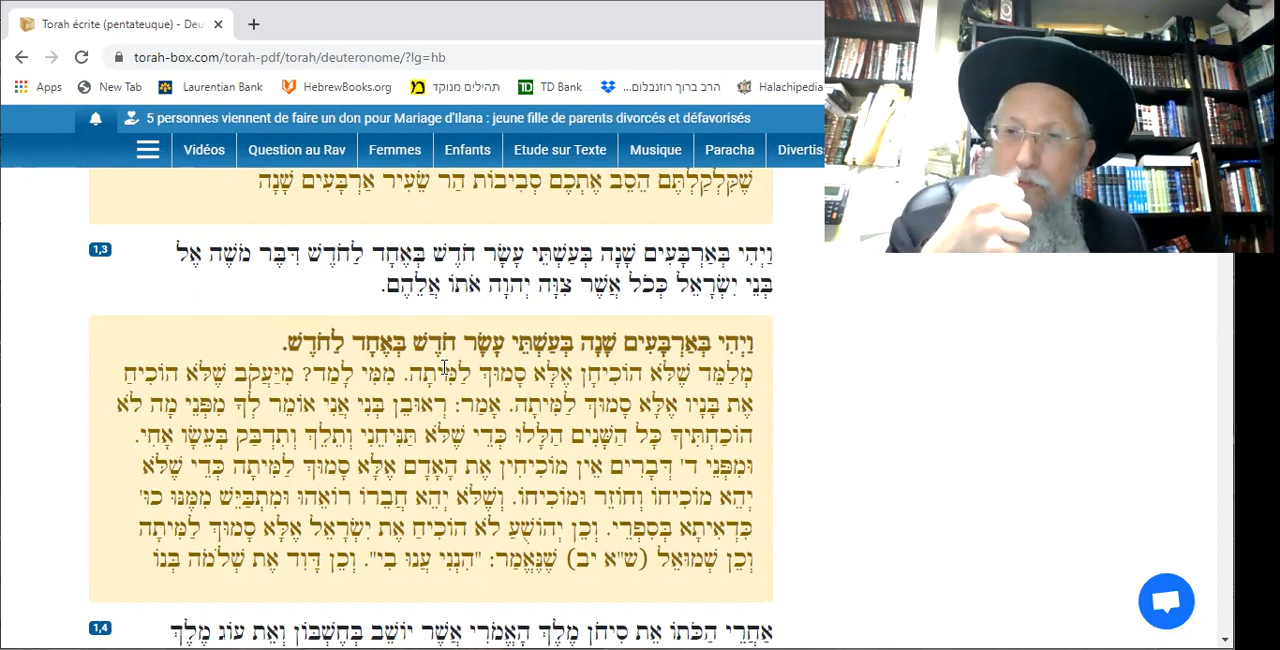 Torah écrite (pentateuque) - Deu
torah-box.com/torah-pdf/torah/deuteronome/?lg=hb
Apps New Tab Laurentian Bank HebrewBooks.org תהילים מנוקד TD Bank הרב ברוך רוזנבלום... Halachipedia
5 personnes viennent de faire un don pour Mariage d'Ilana : jeune fille de parents divorcés et défavorisés
Vidéos Question au Rav Femmes Enfants Etude sur Texte Musique Paracha Divertiss
שֶׁקִּלְקַלְתֶּם הֵסֵב אֶתְכֶם סְבִיבוֹת הַר שֵׂעִיר אַרְבָּעִים שָׁנָה
1,3
וַיְהִי בְּאַרְבָּעִים שָׁנָה בְּעַשְׁתֵּי עָשָׂר חֹדֶשׁ בְּאֶחָד לַחֹדֶשׁ דִּבֶּר מֹשֶׁה אֶל
בְּנֵי יִשְׂרָאֵל כְּכֹל אֲשֶׁר צִוָּה יְהוָה אֹתוֹ אֲלֵהֶם.
וַיְהִי בְּאַרְבָּעִים שָׁנָה בְּעַשְׁתֵּי עָשָׂר חֹדֶשׁ בְּאֶחָד לַחֹדֶשׁ.
מְלַמֵּד שֶׁלֹּא הוֹכִיחָן אֶלָּא סָמוּךְ לַמִּיתָה. מִמִּי לָמַד? מִיַּעֲקֹב שֶׁלֹּא הוֹכִיחַ
אֶת בָּנָיו אֶלָּא סָמוּךְ לַמִּיתָה. אָמַר: רְאוּבֵן בְּנִי אֲנִי אוֹמֵר לְךָ מִפְּנֵי מָה לֹא
הוֹכַחְתִּיךָ כָּל הַשָּׁנִים הַלָּלוּ כְּדֵי שֶׁלֹּא תַּנִּיחֵנִי וְתֵלֵךְ וְתִדְבַּק בְּעֵשָׂו אָחִי.
וּמִפְּנֵי ד' דְּבָרִים אֵין מוֹכִיחִין אֶת הָאָדָם אֶלָּא סָמוּךְ לַמִּיתָה כְּדֵי שֶׁלֹּא
יְהֵא מוֹכִיחוֹ וְחוֹזֵר וּמוֹכִיחוֹ. וְשֶׁלֹּא יְהֵא חֲבֵרוֹ רוֹאֵהוּ וּמִתְבַּיֵּשׁ מִמֶּנּוּ כוּ'
כִּדְאִיתָא בְּסִפְרֵי. וְכֵן יְהוֹשֻׁעַ לֹא הוֹכִיחַ אֶת יִשְׂרָאֵל אֶלָּא סָמוּךְ לַמִּיתָה
וְכֵן שְׁמוּאֵל (ש"א יב) שֶׁנֶּאֱמַר: "הִנְנִי עֲנוּ בִי". וְכֵן דָּוִד אֶת שְׁלֹמֹה בְּנוֹ
1,4
אַחֲרֵי הַכֹּתוֹ אֵת סִיחֹן מֶלֶךְ הָאֱמֹרִי אֲשֶׁר יוֹשֵׁב בְּחֶשְׁבּוֹן וְאֵת עוֹג מֶלֶךְ